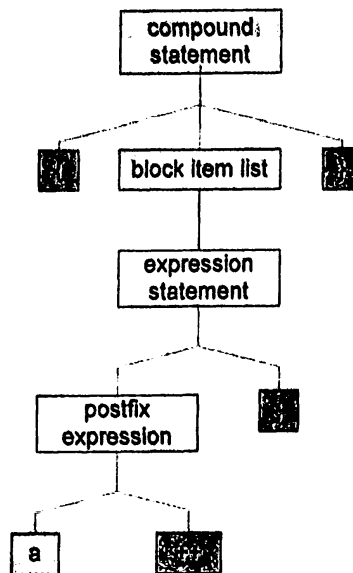 compound
statement
block item list
expression
statement
postfix
expression
a